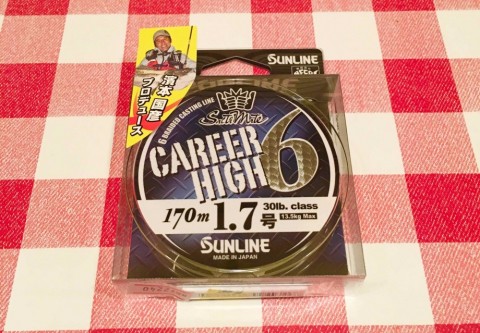 SUNLINE
濱本国彦
プロデュース
6 BRAIDED CASTING LINE
SaltiMate
CAREER
HIGH 6
170m 1.7号
30lb. class
13.5kg Max
SUNLINE
MADE IN JAPAN